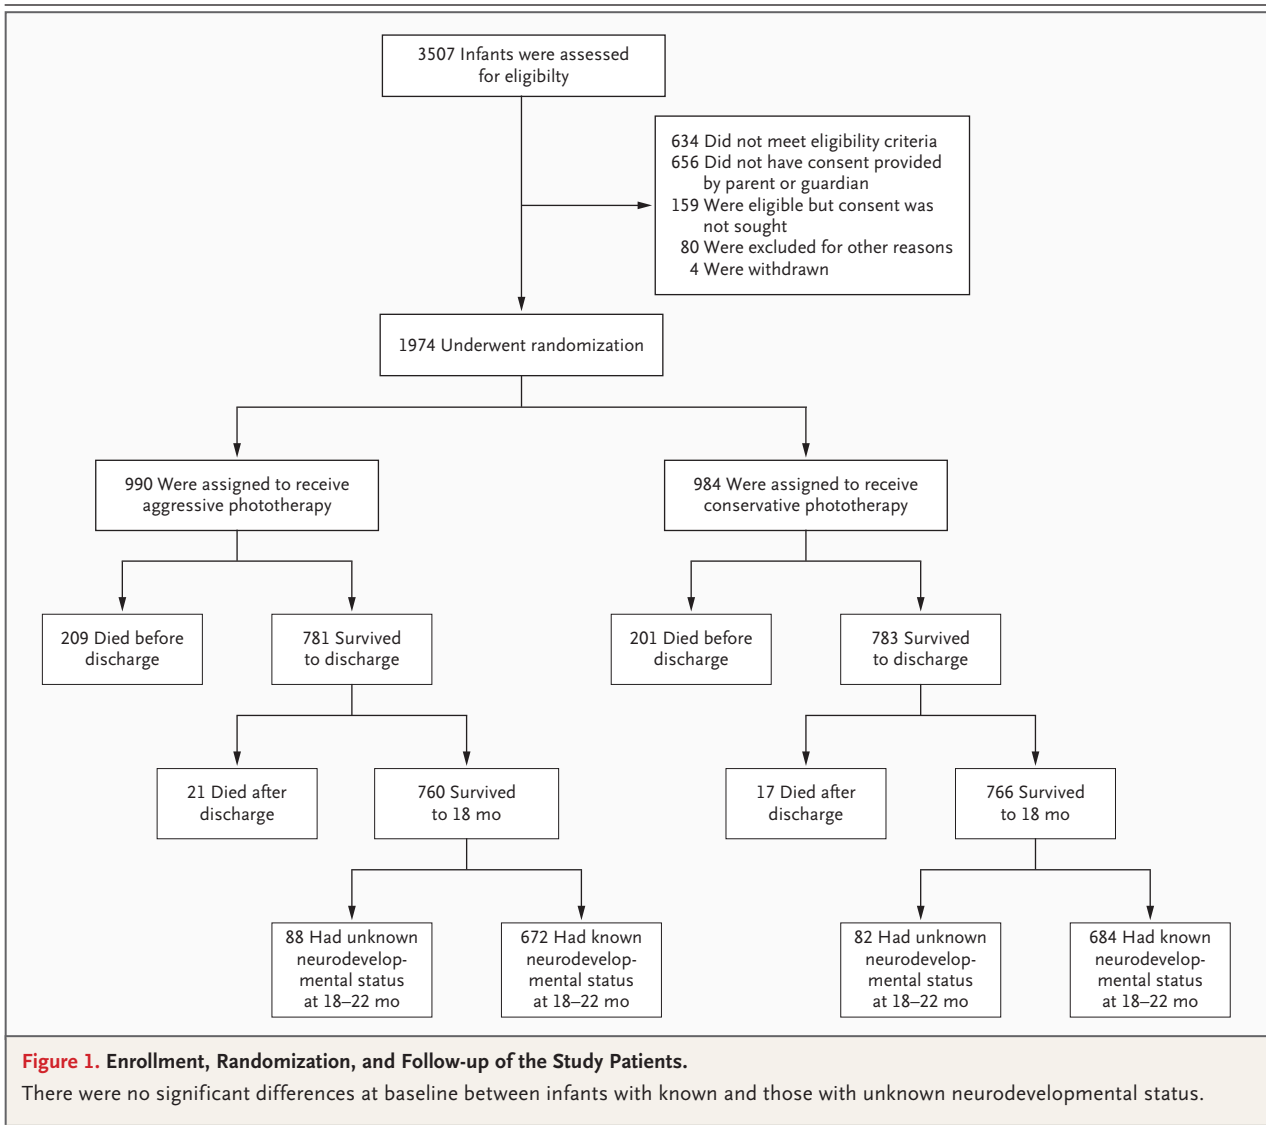 3507 Infants were assessed
for eligibilty
634 Did not meet eligibility criteria
656 Did not have consent provided
by parent or guardian
159 Were eligible but consent was
not sought
80 Were excluded for other reasons
4 Were withdrawn
1974 Underwent randomization
990 Were assigned to receive
aggressive phototherapy
984 Were assigned to receive
conservative phototherapy
209 Died before
discharge
781 Survived
to discharge
201 Died before
discharge
783 Survived
to discharge
21 Died after
discharge
760 Survived
to 18 mo
17 Died after
discharge
766 Survived
to 18 mo
88 Had unknown
neurodevelop-
mental status
at 18–22 mo
672 Had known
neurodevelop-
mental status
at 18–22 mo
82 Had unknown
neurodevelop-
mental status
at 18–22 mo
684 Had known
neurodevelop-
mental status
at 18–22 mo
Figure 1. Enrollment, Randomization, and Follow-up of the Study Patients.
There were no significant differences at baseline between infants with known and those with unknown neurodevelopmental status.